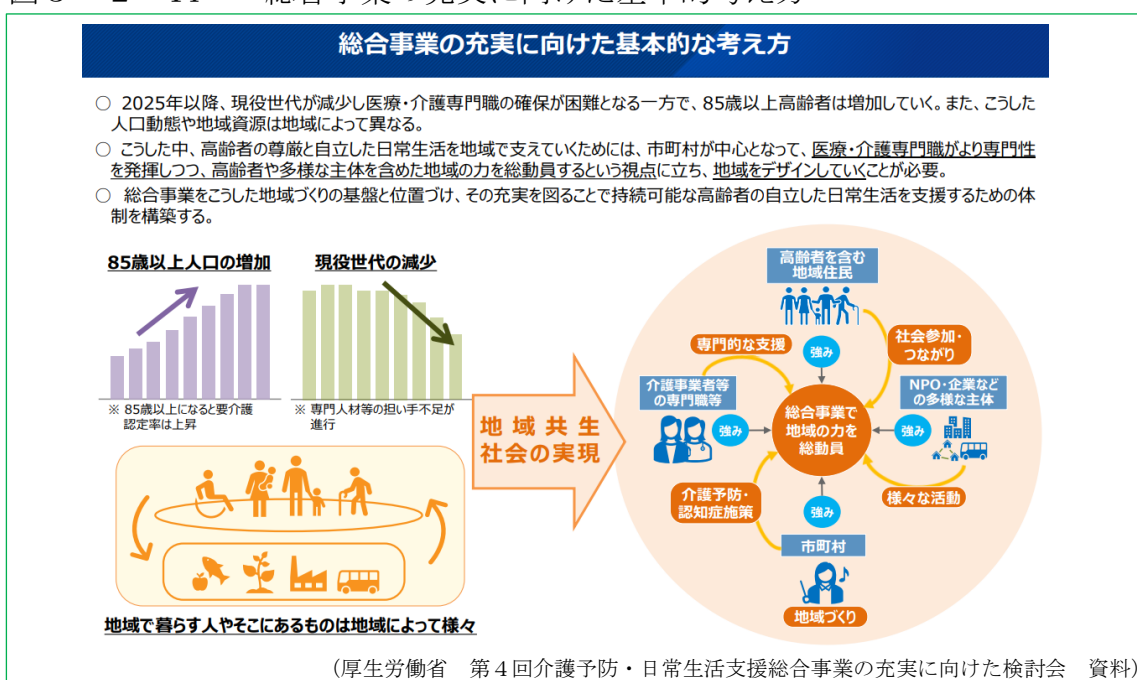 総合事業の充実に向けた基本的な考え方
○ 2025年以降、現役世代が減少し医療・介護専門職の確保が困難となる一方で、85歳以上高齢者は増加していく。また、こうした
人口動態や地域資源は地域によって異なる。
○ こうした中、高齢者の尊厳と自立した日常生活を地域で支えていくためには、市町村が中心となって、医療・介護専門職がより専門性
を発揮しつつ、高齢者や多様な主体を含めた地域の力を総動員するという視点に立ち、地域をデザインしていくことが必要。
○ 総合事業をこうした地域づくりの基盤と位置づけ、その充実を図ることで持続可能な高齢者の自立した日常生活を支援するための体
制を構築する。
85歳以上人口の増加
現役世代の減少
※ 85歳以上になると要介護
認定率は上昇
※ 専門人材等の担い手不足が
進行
地域で暮らす人やそこにあるものは地域によって様々
地域共生
社会の実現
高齢者を含む
地域住民
強み
専門的な支援
社会参加・
つながり
介護事業者等
の専門職等
強み
総合事業で
地域の力を
総動員
強み
NPO・企業など
の多様な主体
介護予防・
認知症施策
強み
様々な活動
市町村
地域づくり
(厚生労働省 第4回介護予防・日常生活支援総合事業の充実に向けた検討会 資料)